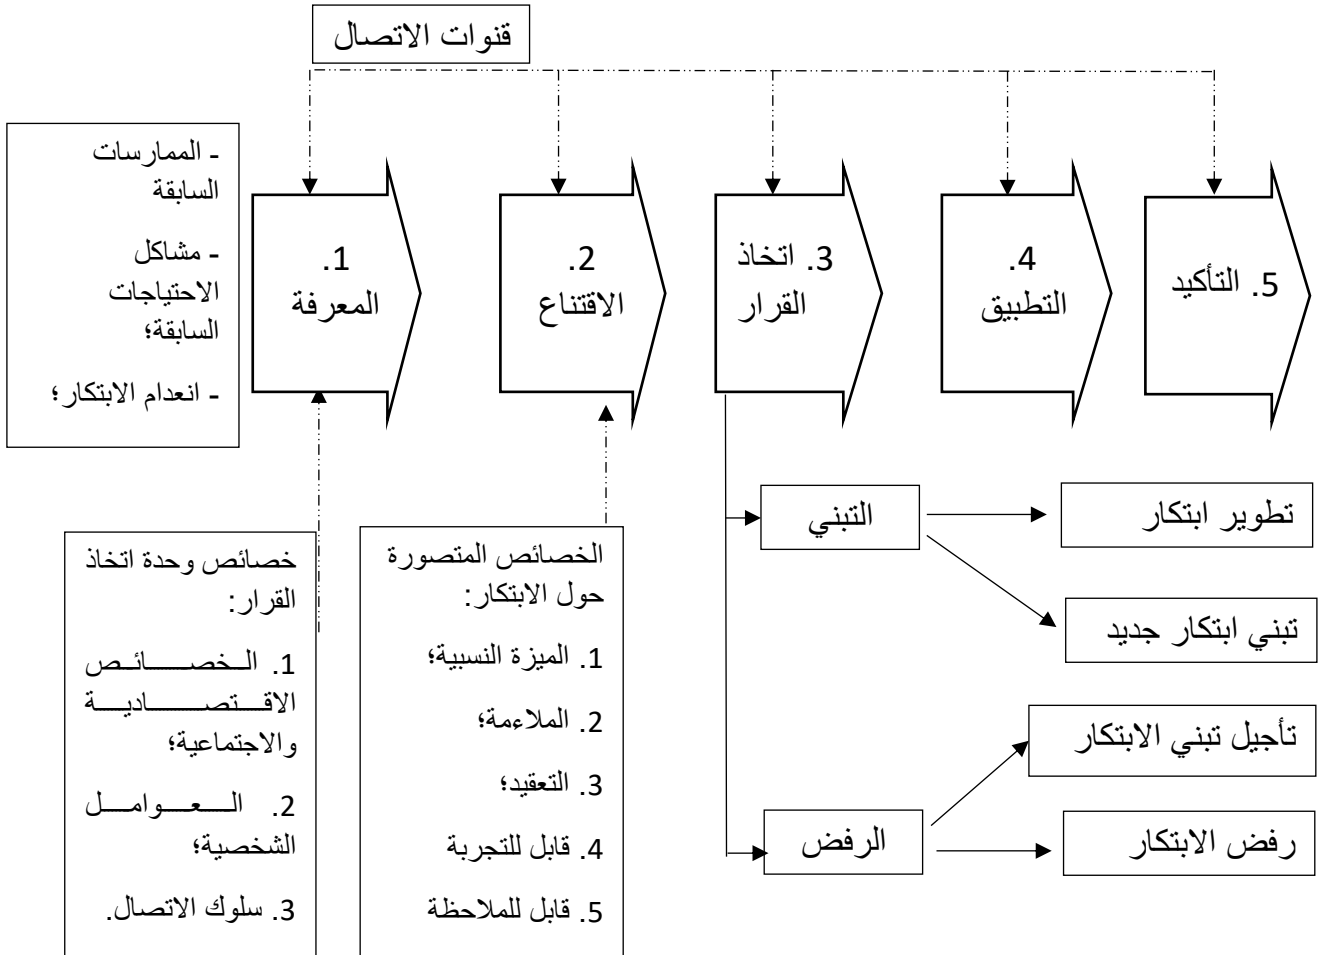 قنوات الاتصال
- الممارسات
السابقة
- مشاكل
الاحتياجات
السابقة؛
- انعدام الابتكار؛
1.
المعرفة
2.
الاقتناع
3. اتخاذ
القرار
4.
التطبيق
5. التأكيد
خصائص وحدة اتخاذ
القرار:
1. الخصائص
الاقتصادية
والاجتماعية؛
2. العوامل
الشخصية؛
3. سلوك الاتصال.
الخصائص المتصورة
حول الابتكار:
1. الميزة النسبية؛
2. الملاءمة؛
3. التعقيد؛
4. قابل للتجربة
5. قابل للملاحظة
التبني
تطوير ابتكار
تبني ابتكار جديد
الرفض
تأجيل تبني الابتكار
رفض الابتكار